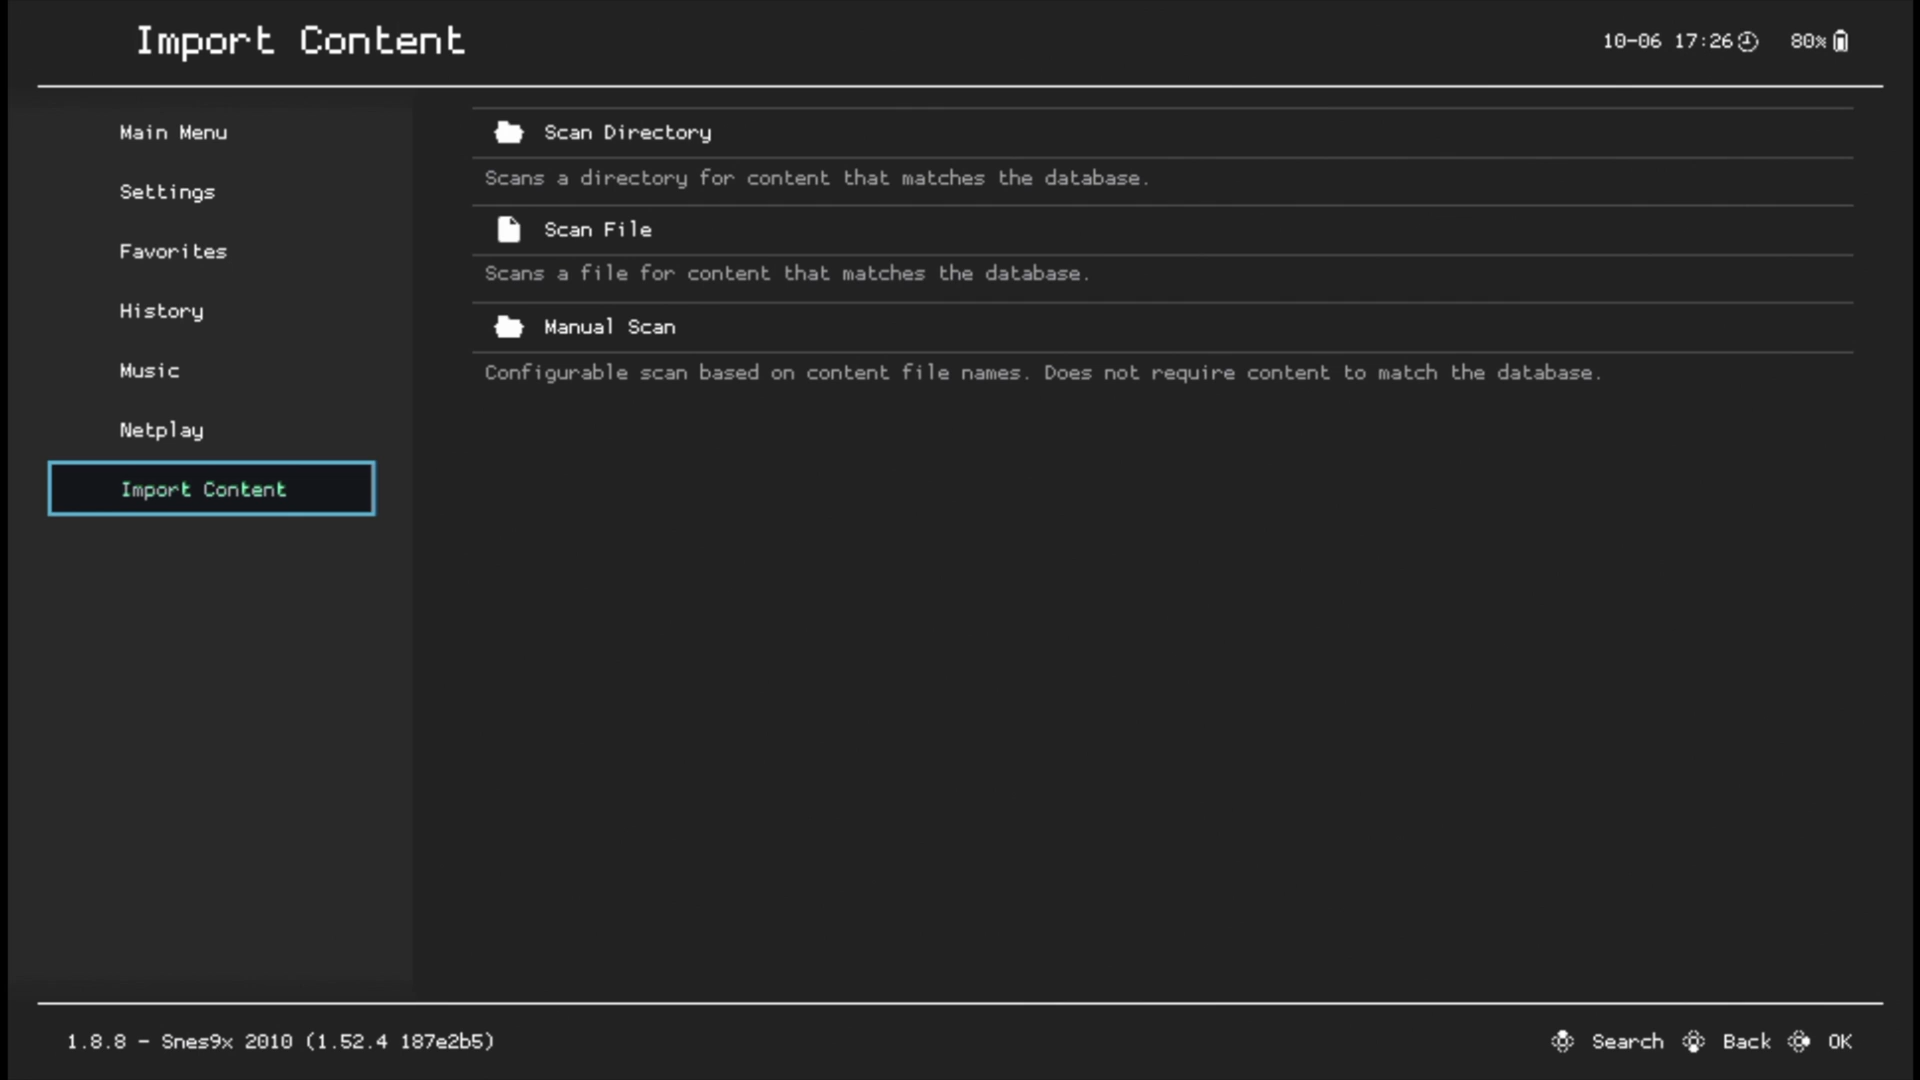 Import Content
10-06 17:26 80%
Main Menu
Settings
Favorites
History
Music
Netplay
Import Content
Scan Directory
Scans a directory for content that matches the database.
Scan File
Scans a file for content that matches the database.
Manual Scan
Configurable scan based on content file names. Does not require content to match the database.
1.8.8 - Snes9x 2010 (1.52.4 187e2b5)
Search Back OK